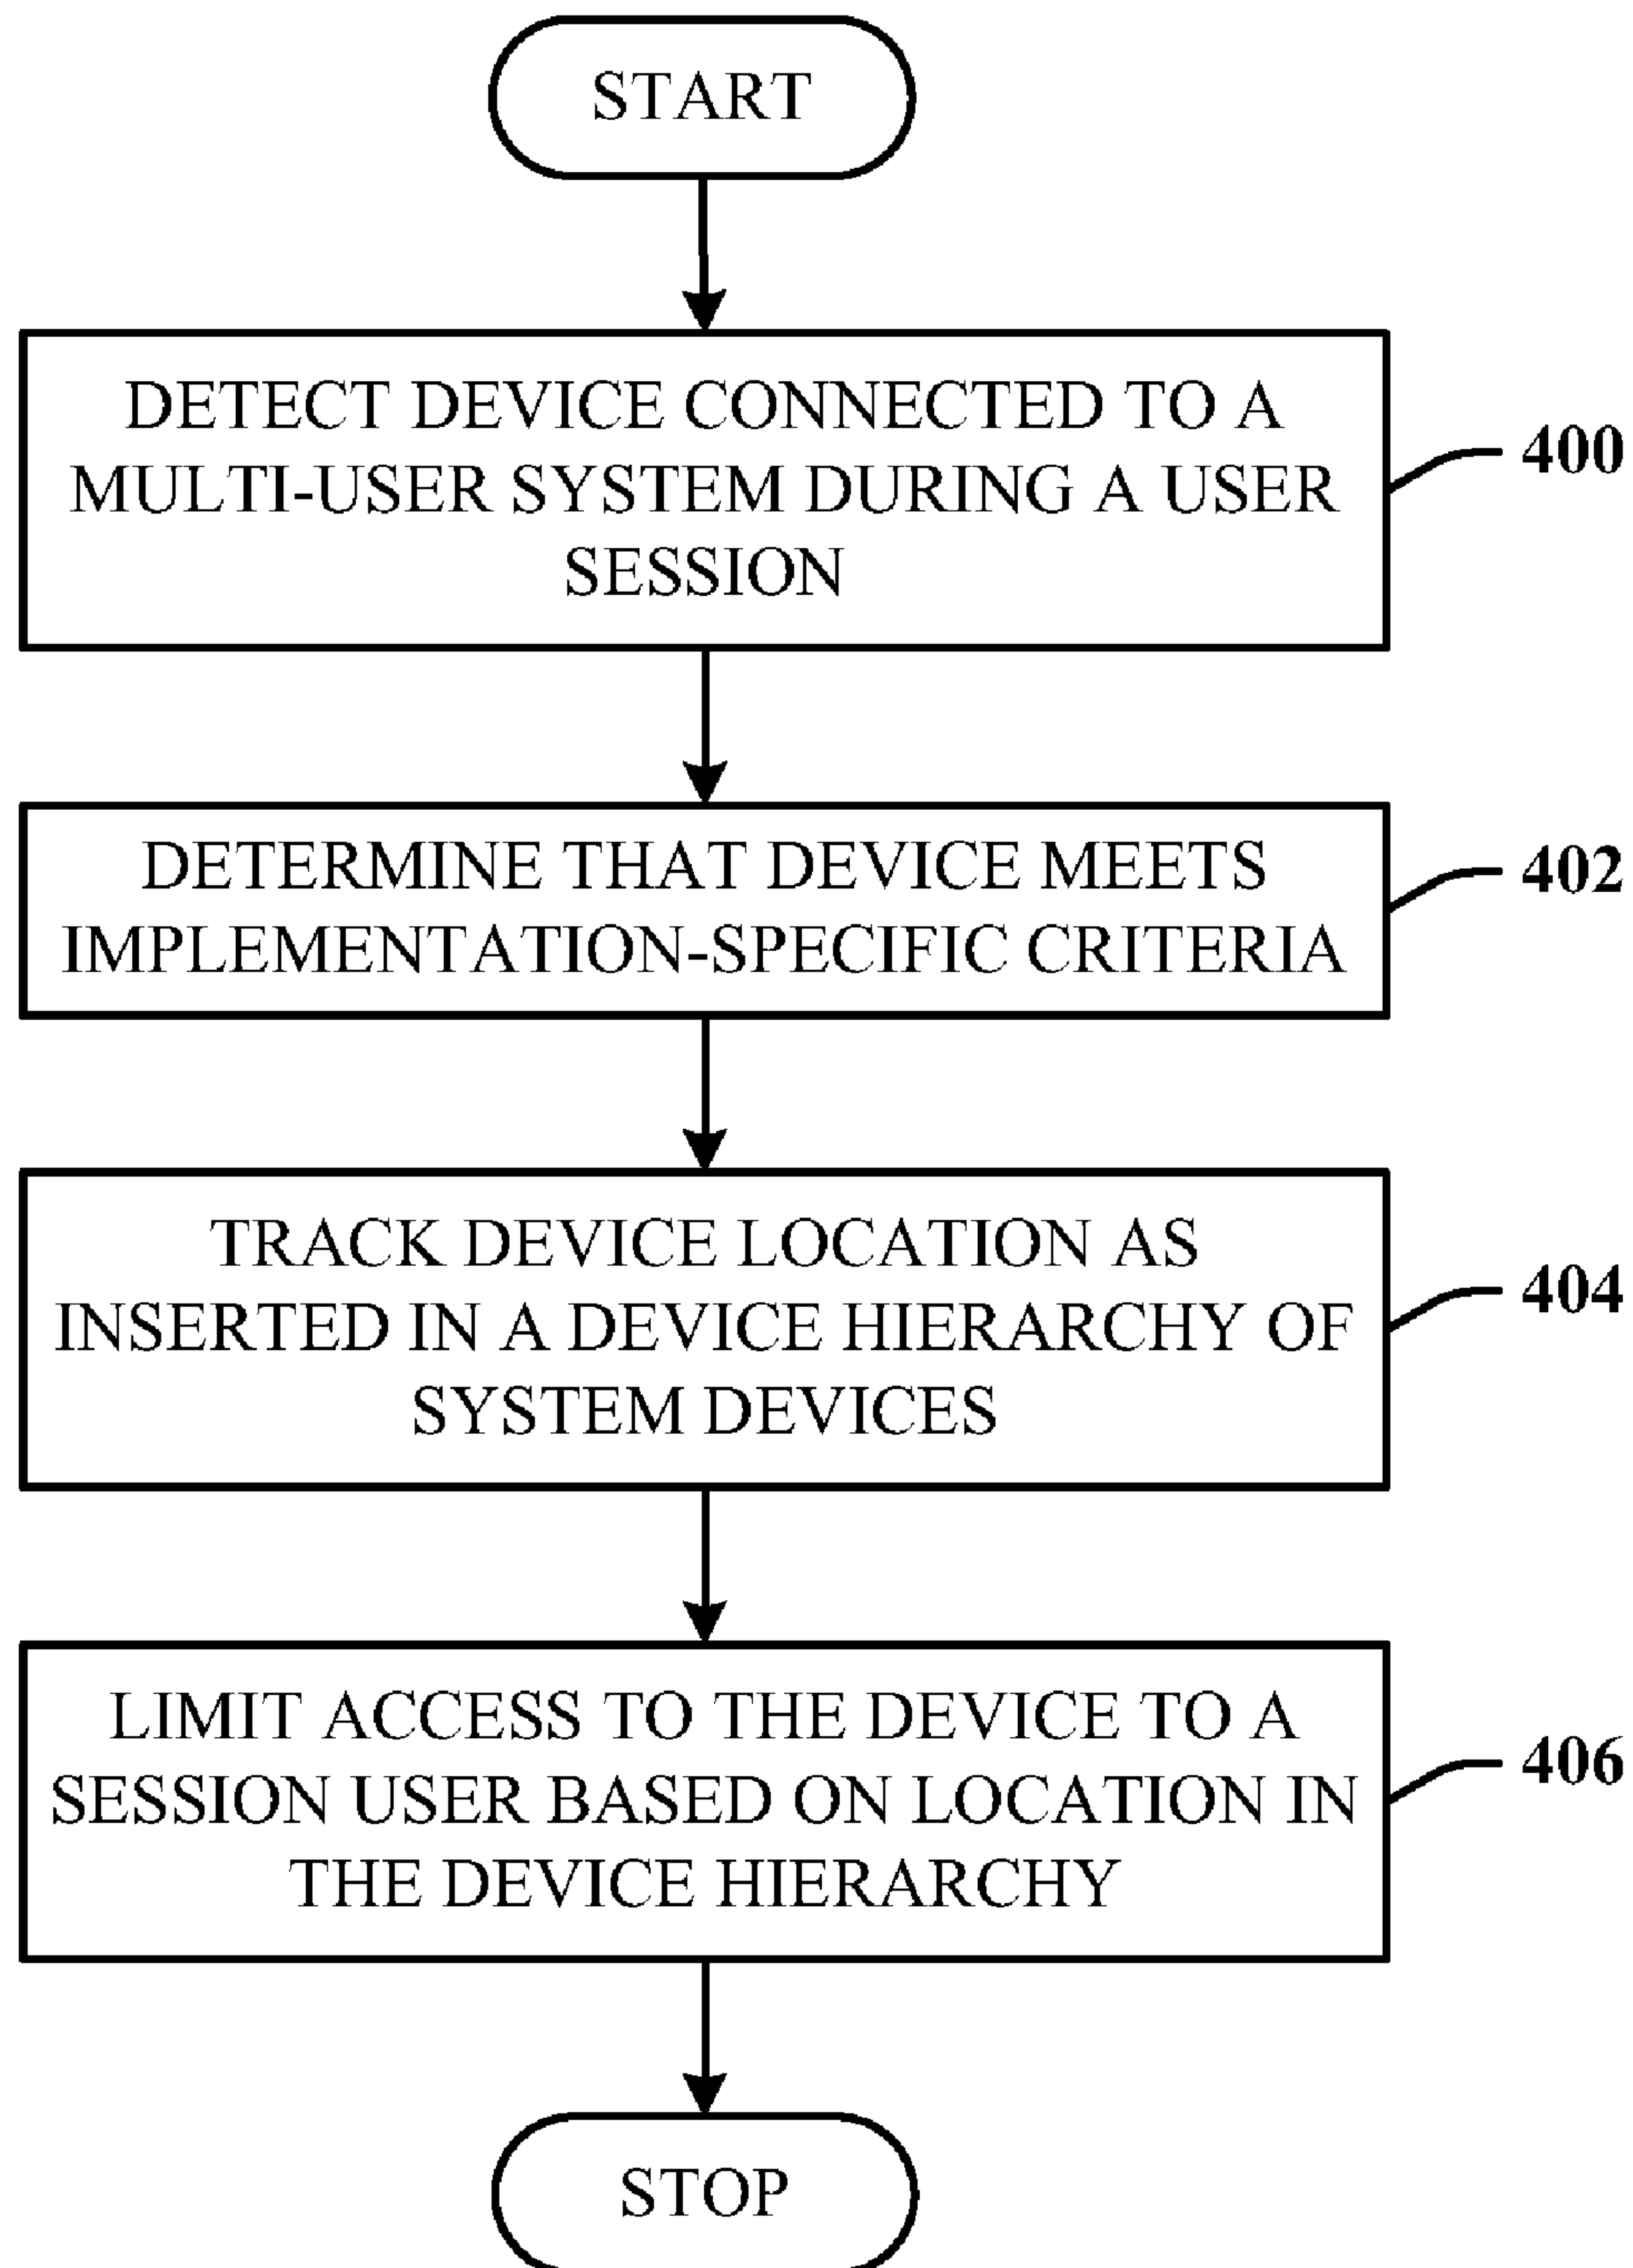 START
DETECT DEVICE CONNECTED TO A
MULTI-USER SYSTEM DURING A USER
SESSION
400
DETERMINE THAT DEVICE MEETS
IMPLEMENTATION-SPECIFIC CRITERIA
402
TRACK DEVICE LOCATION AS
INSERTED IN A DEVICE HIERARCHY OF
SYSTEM DEVICES
404
LIMIT ACCESS TO THE DEVICE TO A
SESSION USER BASED ON LOCATION IN
THE DEVICE HIERARCHY
406
STOP